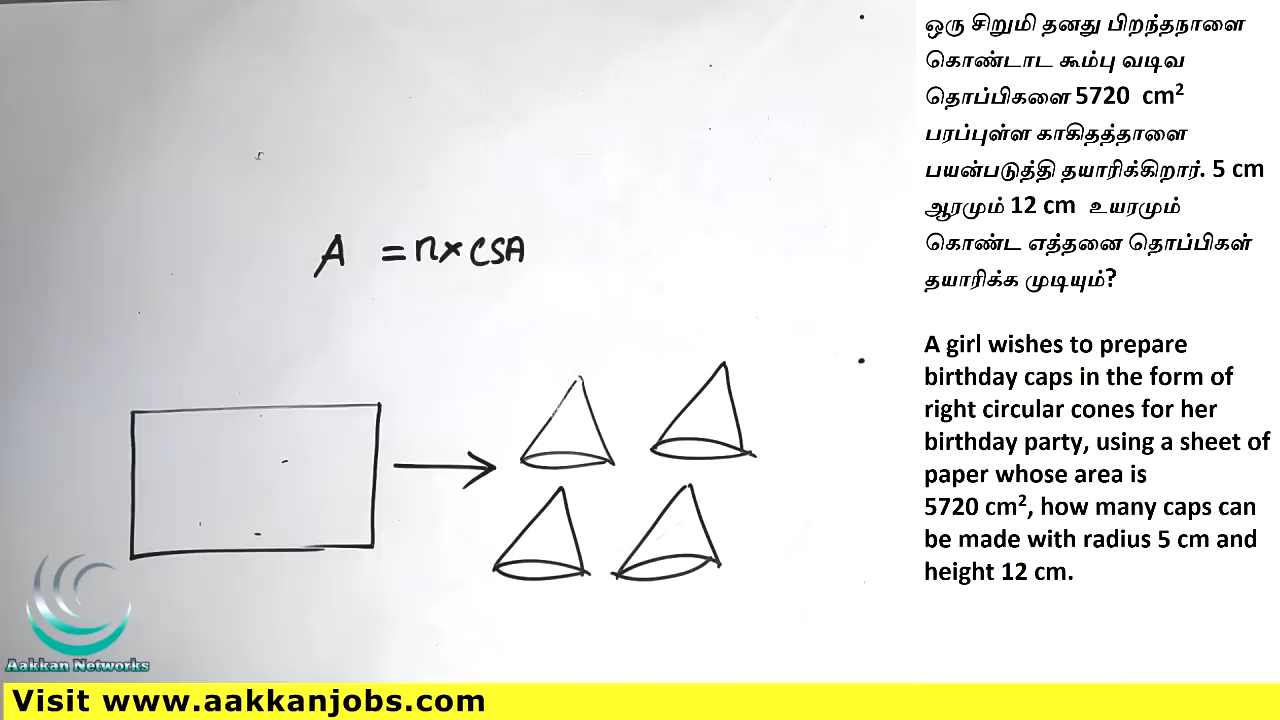 A = n × CSA
ஒரு சிறுமி தனது பிறந்தநாளை
கொண்டாட கூம்பு வடிவ
தொப்பிகளை 5720 cm²
பரப்புள்ள காகிதத்தாளை
பயன்படுத்தி தயாரிக்கிறார். 5 cm
ஆரமும் 12 cm உயரமும்
கொண்ட எத்தனை தொப்பிகள்
தயாரிக்க முடியும்?
A girl wishes to prepare
birthday caps in the form of
right circular cones for her
birthday party, using a sheet of
paper whose area is
5720 cm², how many caps can
be made with radius 5 cm and
height 12 cm.
Aakkan Networks
Visit www.aakkanjobs.com